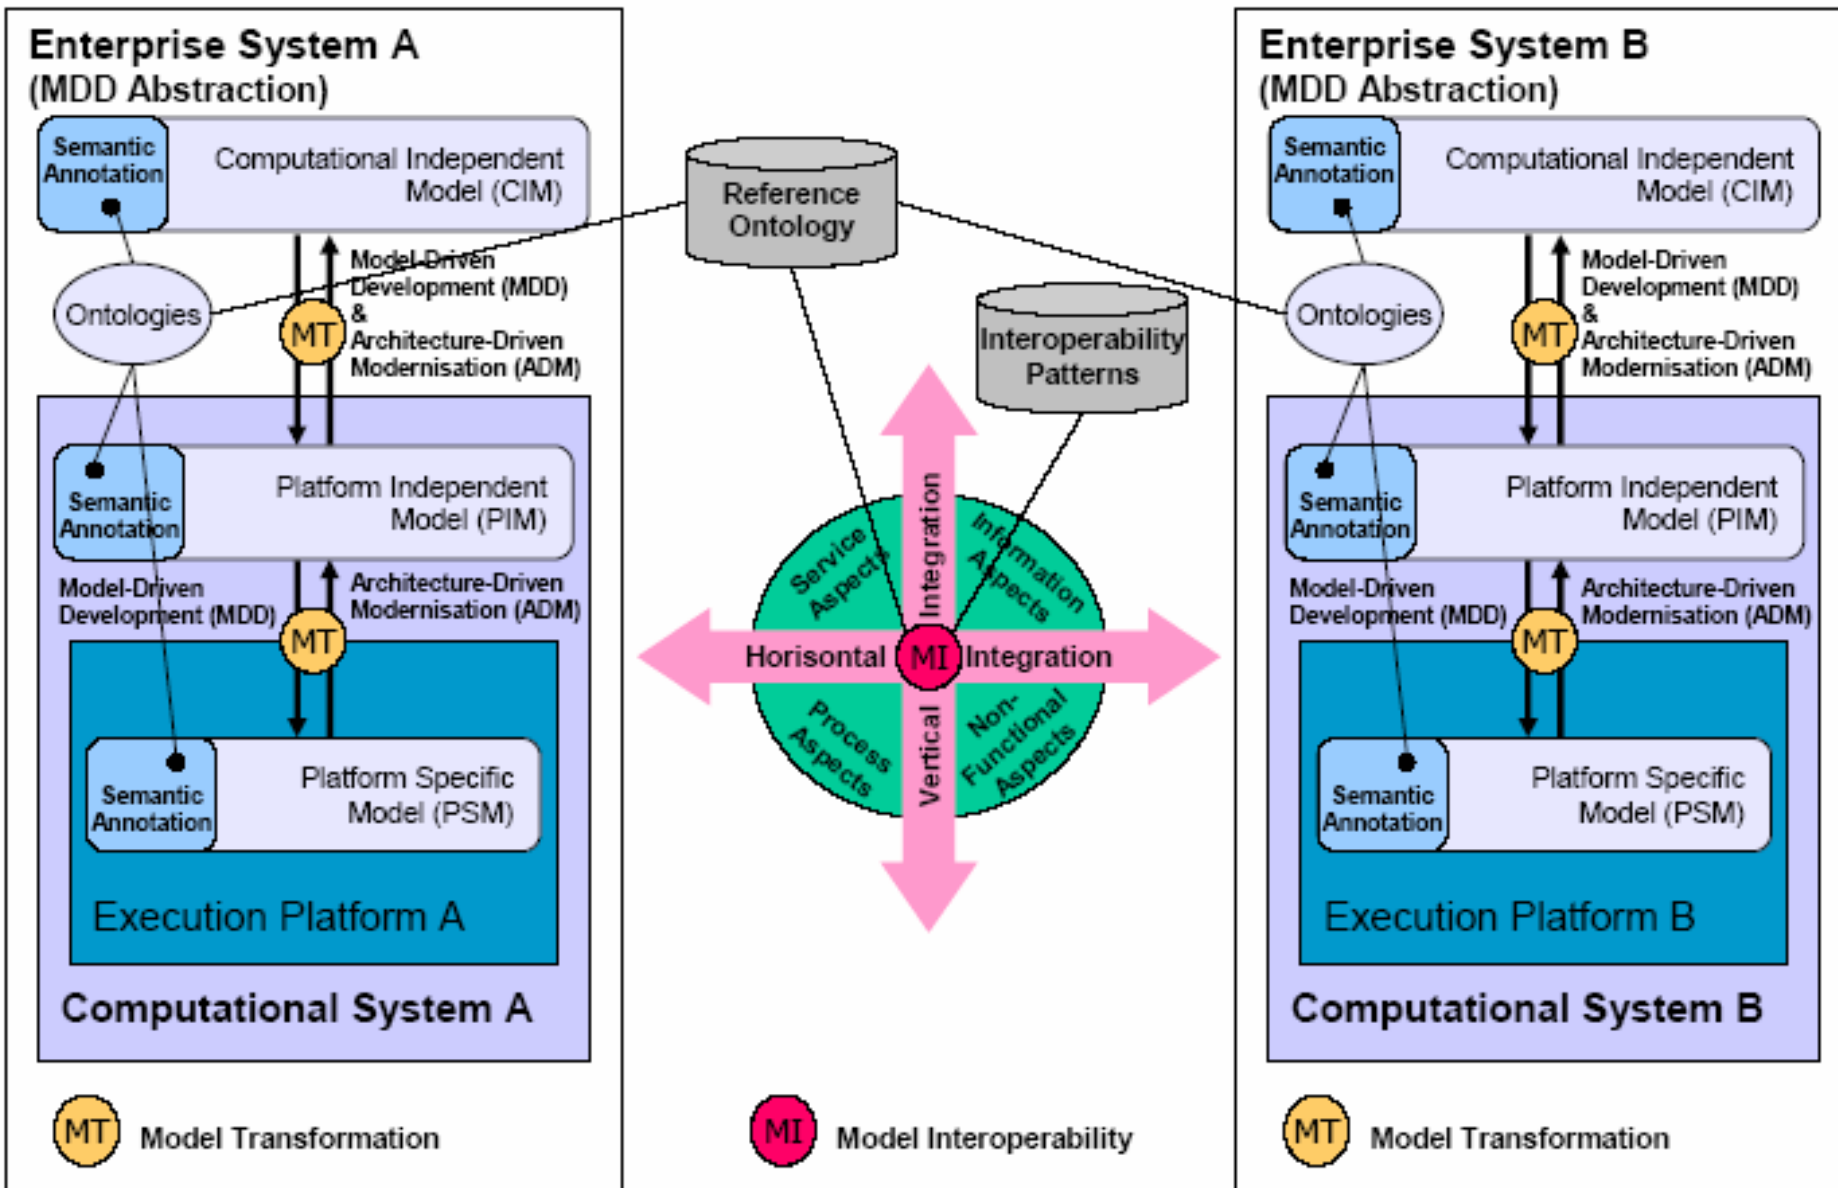 Enterprise System A
(MDD Abstraction)
Semantic
Annotation
Computational Independent
Model (CIM)
Ontologies
MT
Model-Driven
Development (MDD)
&
Architecture-Driven
Modernisation (ADM)
Semantic
Annotation
Platform Independent
Model (PIM)
Model-Driven
Development (MDD)
MT
Architecture-Driven
Modernisation (ADM)
Semantic
Annotation
Platform Specific
Model (PSM)
Execution Platform A
Computational System A
MT
Model Transformation
Reference
Ontology
Interoperability
Patterns
Service
Aspects
Information
Aspects
Vertical Integration
Horisontal
MI
Integration
Process
Aspects
Non-
Functional
Aspects
MI
Model Interoperability
Enterprise System B
(MDD Abstraction)
Semantic
Annotation
Computational Independent
Model (CIM)
Ontologies
MT
Model-Driven
Development (MDD)
&
Architecture-Driven
Modernisation (ADM)
Semantic
Annotation
Platform Independent
Model (PIM)
Model-Driven
Development (MDD)
MT
Architecture-Driven
Modernisation (ADM)
Semantic
Annotation
Platform Specific
Model (PSM)
Execution Platform B
Computational System B
MT
Model Transformation